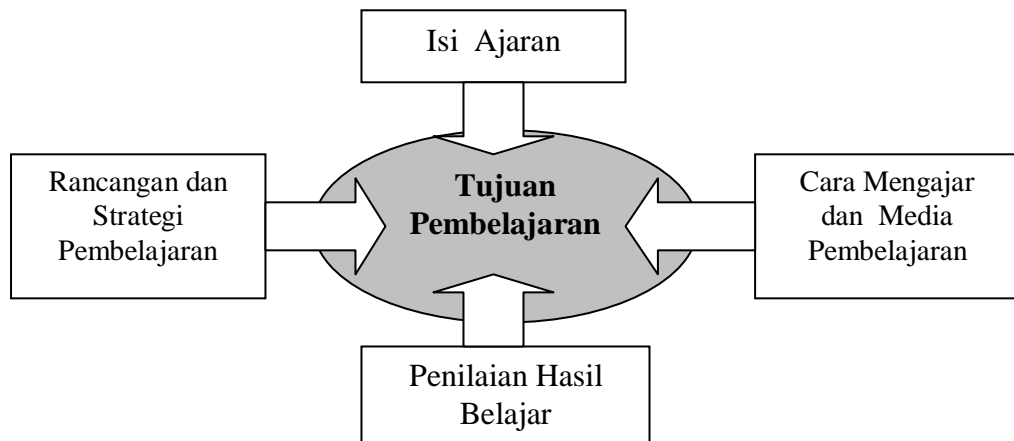 Isi Ajaran
Rancangan dan
Strategi
Pembelajaran
Tujuan
Pembelajaran
Cara Mengajar
dan Media
Pembelajaran
Penilaian Hasil
Belajar